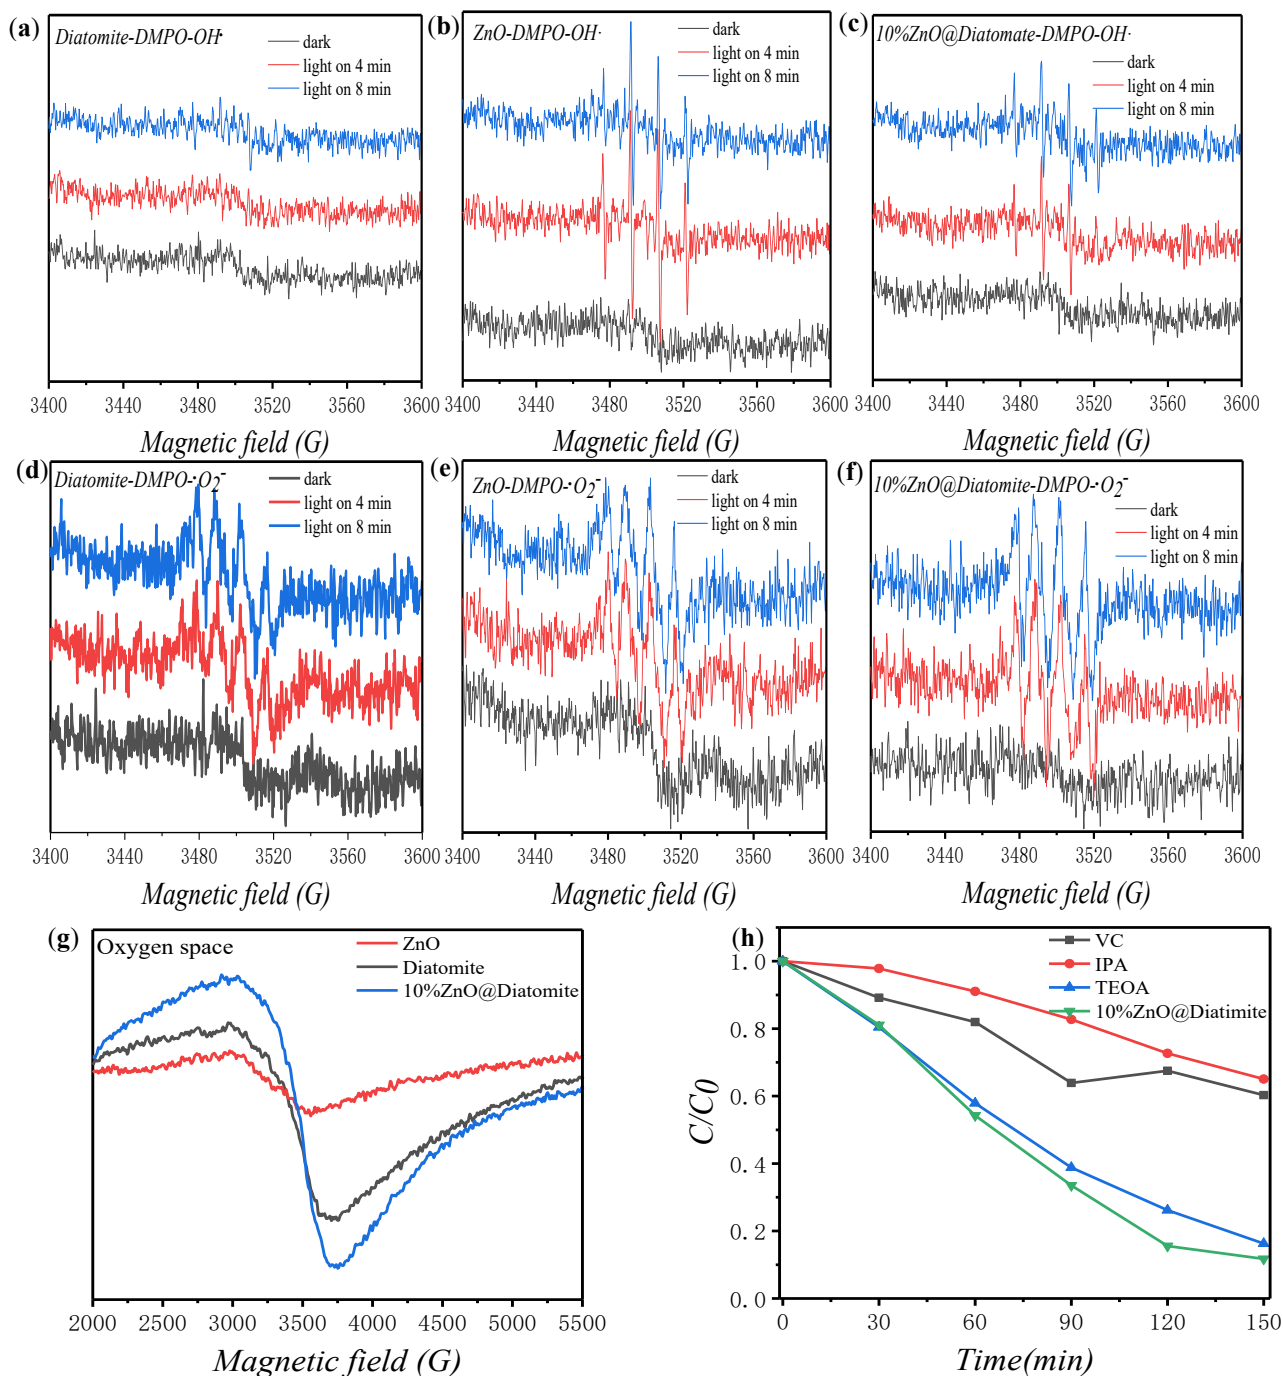 (a)
Diatomite-DMPO-OH·
dark
light on 4 min
light on 8 min
3400 3440 3480 3520 3560 3600
Magnetic field (G)
(b)
ZnO-DMPO-OH·
dark
light on 4 min
light on 8 min
3400 3440 3480 3520 3560 3600
Magnetic field (G)
(c)
10%ZnO@Diatomate-DMPO-OH·
dark
light on 4 min
light on 8 min
3400 3440 3480 3520 3560 3600
Magnetic field (G)
(d)
Diatomite-DMPO-·O₂⁻
dark
light on 4 min
light on 8 min
3400 3440 3480 3520 3560 3600
Magnetic field (G)
(e)
ZnO-DMPO-·O₂⁻
dark
light on 4 min
light on 8 min
3400 3440 3480 3520 3560 3600
Magnetic field (G)
(f)
10%ZnO@Diatomite-DMPO-·O₂⁻
dark
light on 4 min
light on 8 min
3400 3440 3480 3520 3560 3600
Magnetic field (G)
(g)
Oxygen space
ZnO
Diatomite
10%ZnO@Diatomite
2000 2500 3000 3500 4000 4500 5000 5500
Magnetic field (G)
(h)
VC
IPA
TEOA
10%ZnO@Diatimite
C/C0
1.0
0.8
0.6
0.4
0.2
0.0
0 30 60 90 120 150
Time(min)